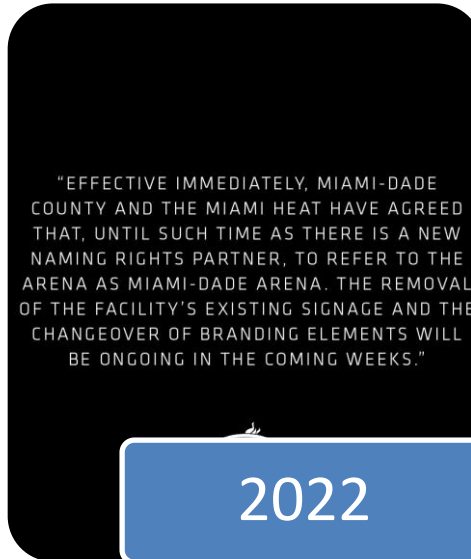 “EFFECTIVE IMMEDIATELY, MIAMI-DADE
COUNTY AND THE MIAMI HEAT HAVE AGREED
THAT, UNTIL SUCH TIME AS THERE IS A NEW
NAMING RIGHTS PARTNER, TO REFER TO THE
ARENA AS MIAMI-DADE ARENA. THE REMOVAL
OF THE FACILITY’S EXISTING SIGNAGE AND THE
CHANGEOVER OF BRANDING ELEMENTS WILL
BE ONGOING IN THE COMING WEEKS.”
2022